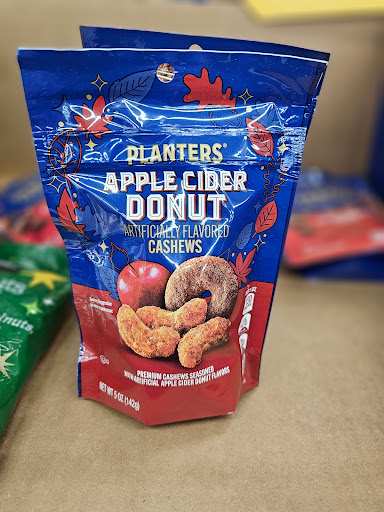 PLANTERS®
APPLE CIDER
DONUT
ARTIFICIALLY FLAVORED
CASHEWS
PREMIUM CASHEWS SEASONED
WITH ARTIFICIAL APPLE CIDER DONUT FLAVORS
NET WT 5 OZ (142g)